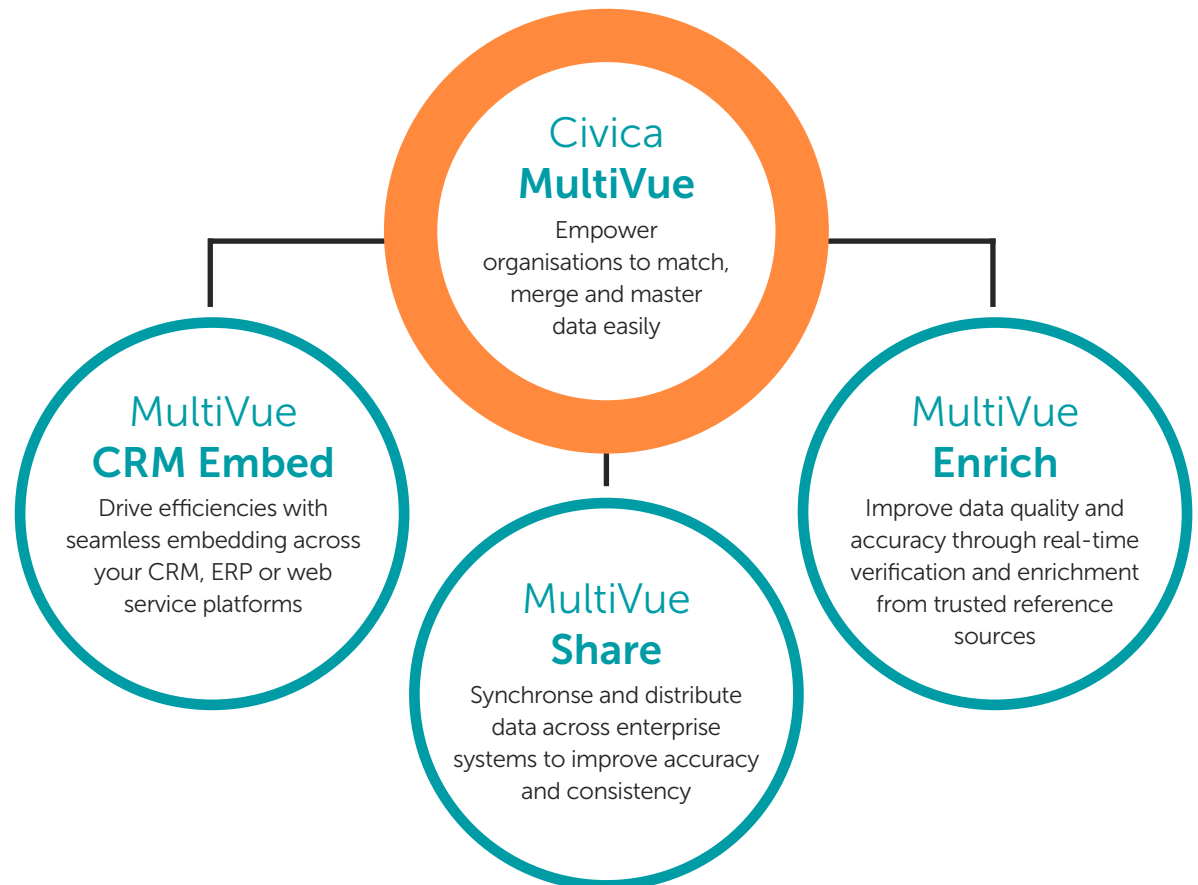 Civica
MultiVue
Empower
organisations to match,
merge and master
data easily
MultiVue
CRM Embed
Drive efficiencies with
seamless embedding across
your CRM, ERP or web
service platforms
MultiVue
Share
Synchronse and distribute
data across enterprise
systems to improve accuracy
and consistency
MultiVue
Enrich
Improve data quality and
accuracy through real-time
verification and enrichment
from trusted reference
sources